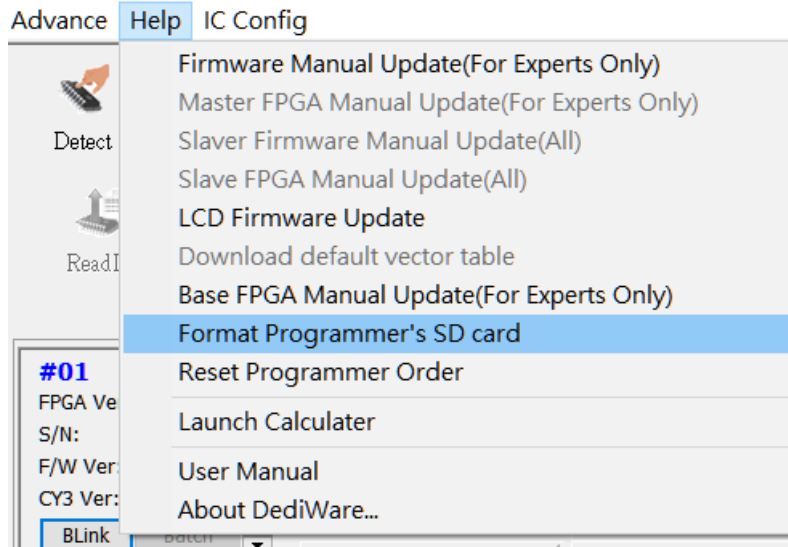 Advance Help IC Config
Firmware Manual Update(For Experts Only)
Master FPGA Manual Update(For Experts Only)
Detect
Slaver Firmware Manual Update(All)
Slave FPGA Manual Update(All)
LCD Firmware Update
Download default vector table
Base FPGA Manual Update(For Experts Only)
Format Programmer's SD card
#01
Reset Programmer Order
Launch Calculater
S/N:
F/W Ver:
User Manual
CY3 Ver:
About DediWare...
BLink